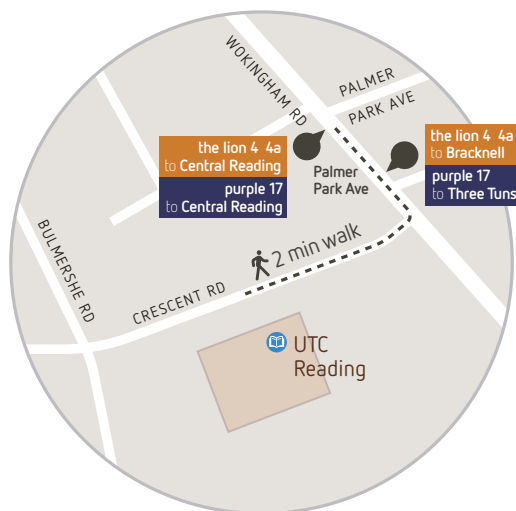 WOKINGHAM RD
PALMER
PARK AVE
the lion 4 4a
to Central Reading
purple 17
to Central Reading
the lion 4 4a
to Bracknell
purple 17
to Three Tuns
Palmer
Park Ave
BULMERSHE RD
2 min walk
CRESCENT RD
UTC
Reading